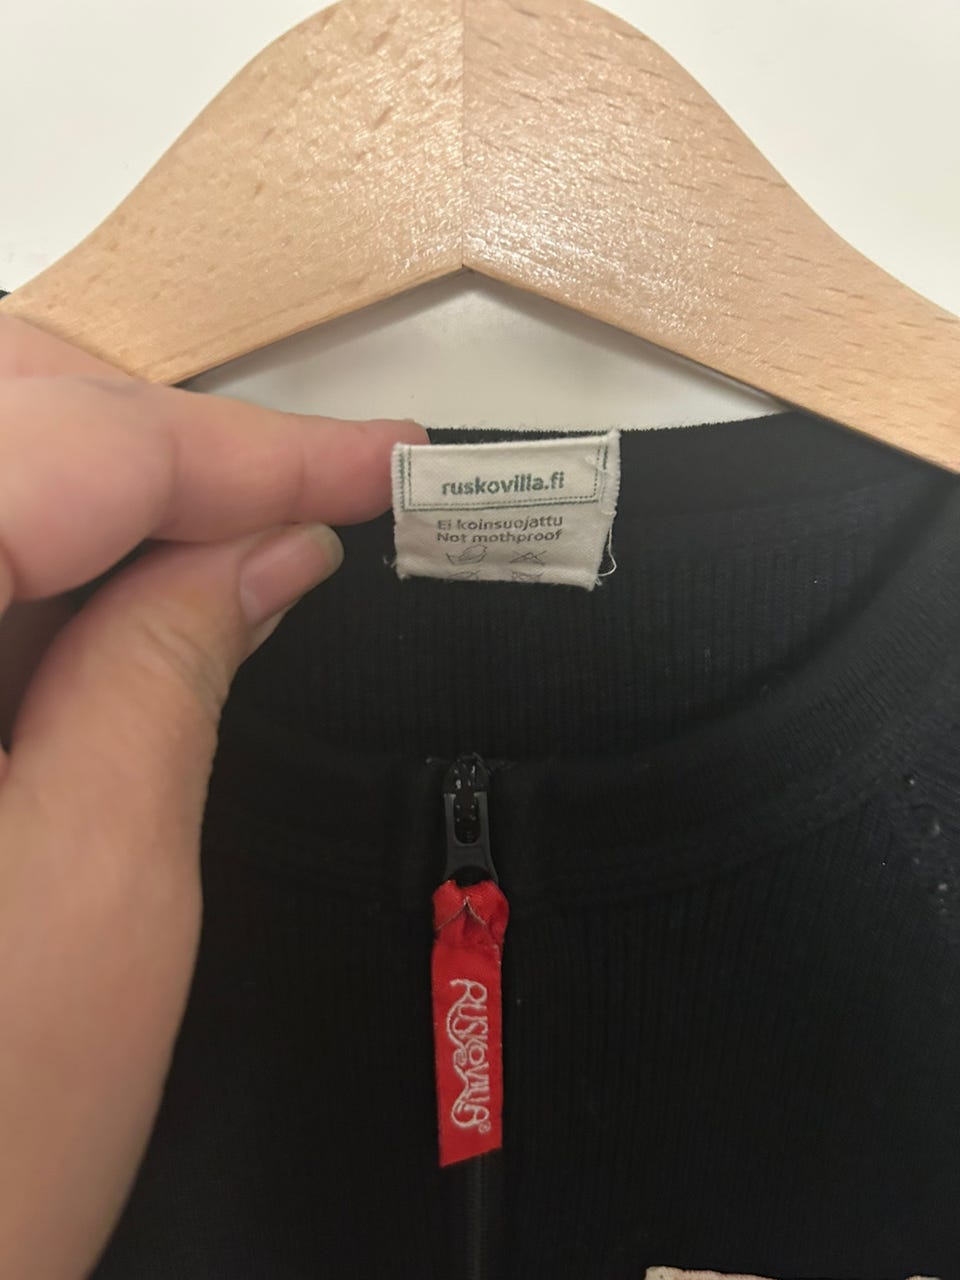 ruskovilla.fi
Ei koinsuojattu
Not mothproof
RUSKOVILLA®